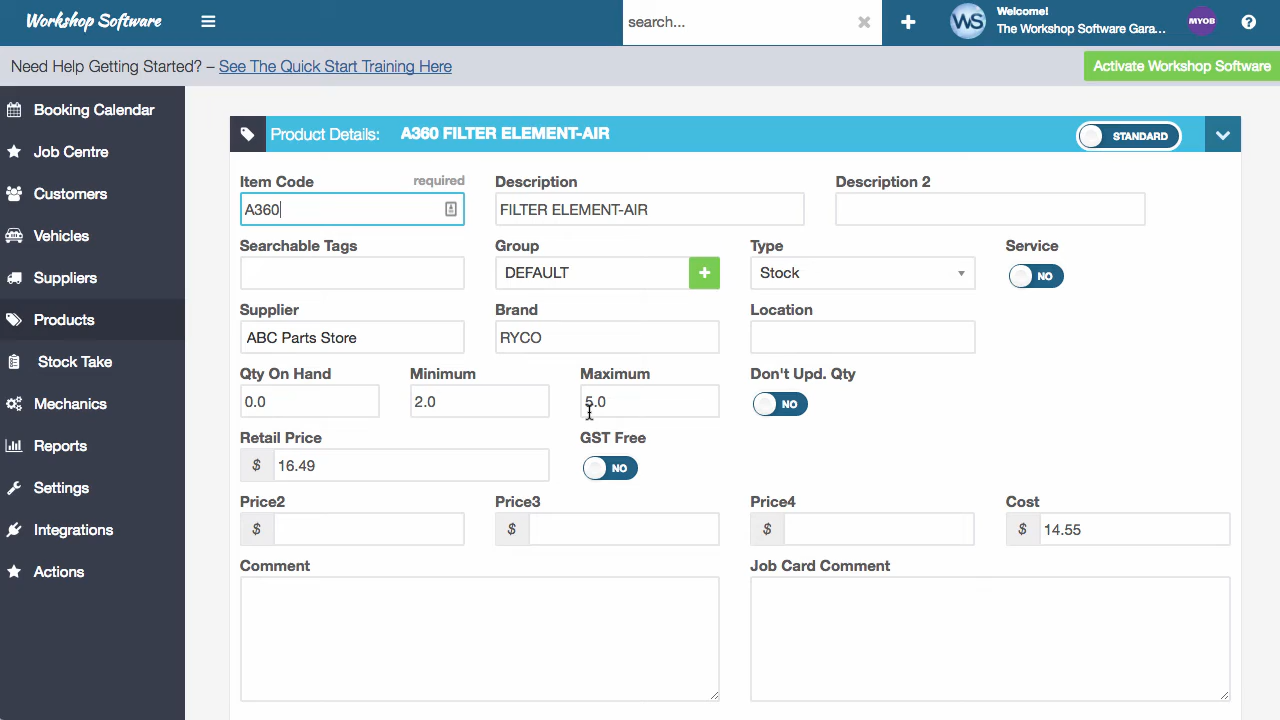 Workshop Software
search...
Welcome!
The Workshop Software Gara...
WS
MYOB
Need Help Getting Started? – See The Quick Start Training Here
Activate Workshop Software
Booking Calendar
Job Centre
Customers
Vehicles
Suppliers
Products
Stock Take
Mechanics
Reports
Settings
Integrations
Actions
Product Details: A360 FILTER ELEMENT-AIR
STANDARD
Item Code required
A360
Description
FILTER ELEMENT-AIR
Description 2
Searchable Tags
Group
DEFAULT
Type
Stock
Service
NO
Supplier
ABC Parts Store
Brand
RYCO
Location
Qty On Hand
0.0
Minimum
2.0
Maximum
5.0
Don't Upd. Qty
NO
Retail Price
$ 16.49
GST Free
NO
Price2
$
Price3
$
Price4
$
Cost
$ 14.55
Comment
Job Card Comment